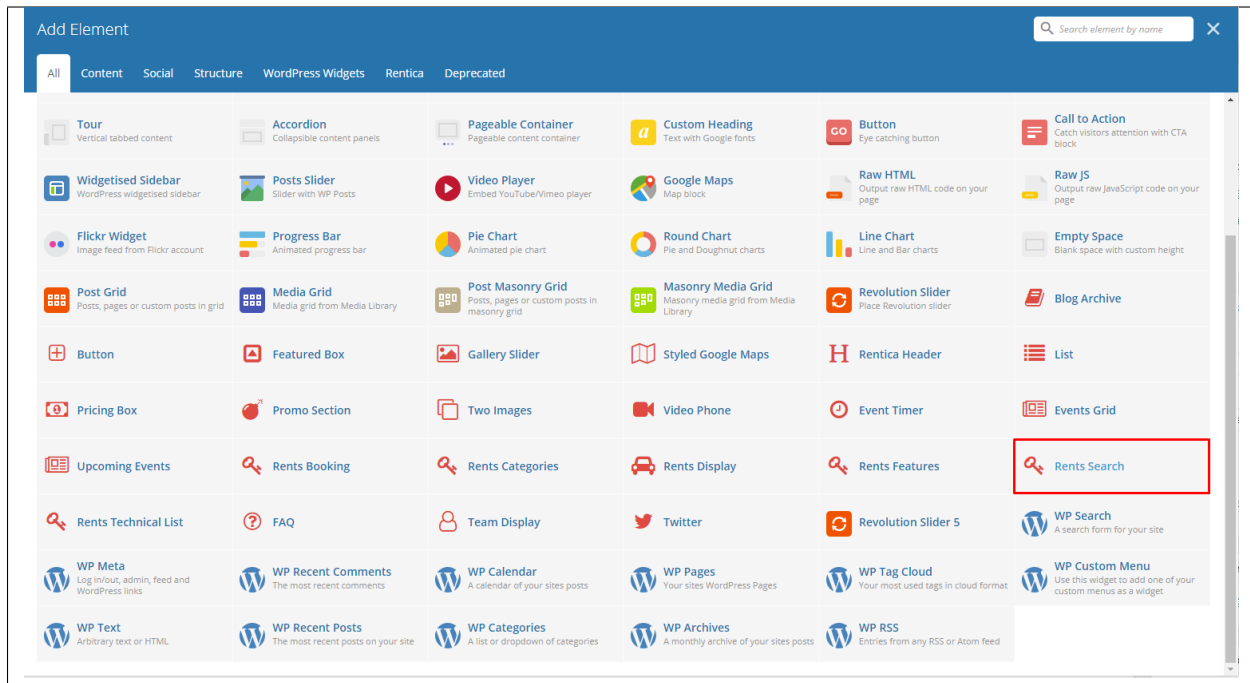 Add Element
Search element by name
All Content Social Structure WordPress Widgets Rentica Deprecated
Tour
Vertical tabbed content
Accordion
Collapsible content panels
Pageable Container
Pageable content container
a
Custom Heading
Text with Google fonts
GO
Button
Eye catching button
Call to Action
Catch visitors attention with CTA
block
Widgetised Sidebar
WordPress widgetised sidebar
Posts Slider
Slider with WP Posts
Video Player
Embed YouTube/Vimeo player
Google Maps
Map block
Raw HTML
Output raw HTML code on your
page
Raw JS
Output raw JavaScript code on your
page
Flickr Widget
Image feed from Flickr account
Progress Bar
Animated progress bar
Pie Chart
Animated pie chart
Round Chart
Pie and Doughnut charts
Line Chart
Line and Bar charts
Empty Space
Blank space with custom height
Post Grid
Posts, pages or custom posts in grid
Media Grid
Media grid from Media Library
Post Masonry Grid
Posts, pages or custom posts in
masonry grid
Masonry Media Grid
Masonry media grid from Media
Library
Revolution Slider
Place Revolution slider
Blog Archive
Button
Featured Box
Gallery Slider
Styled Google Maps
H Rentica Header
List
Pricing Box
Promo Section
Two Images
Video Phone
Event Timer
Events Grid
Upcoming Events
Rents Booking
Rents Categories
Rents Display
Rents Features
Rents Search
Rents Technical List
? FAQ
Team Display
Twitter
Revolution Slider 5
WP Search
A search form for your site
WP Meta
Log in/out, admin, feed and
WordPress links
WP Recent Comments
The most recent comments
WP Calendar
A calendar of your sites posts
WP Pages
Your sites WordPress Pages
WP Tag Cloud
Your most used tags in cloud format
WP Custom Menu
Use this widget to add one of your
custom menus as a widget
WP Text
Arbitrary text or HTML
WP Recent Posts
The most recent posts on your site
WP Categories
A list or dropdown of categories
WP Archives
A monthly archive of your sites posts
WP RSS
Entries from any RSS or Atom feed